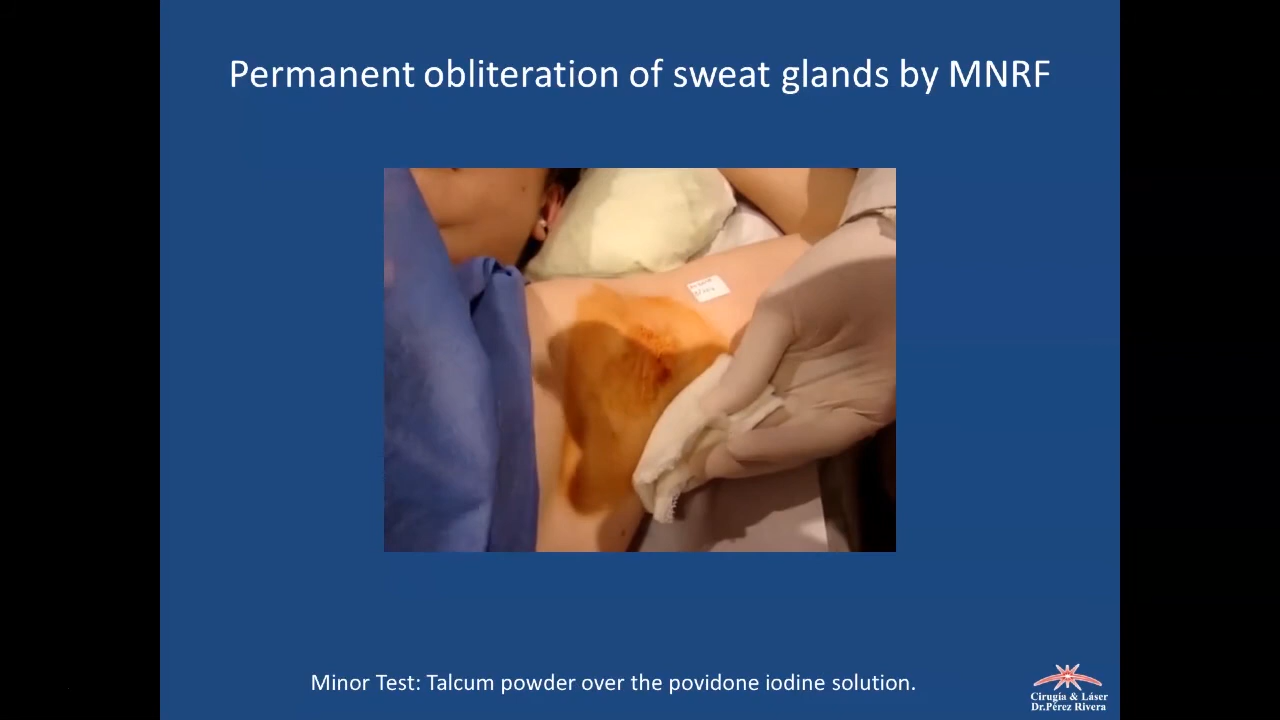 Permanent obliteration of sweat glands by MNRF
Minor Test: Talcum powder over the povidone iodine solution.
Cirugía & Láser
Dr.Pérez Rivera